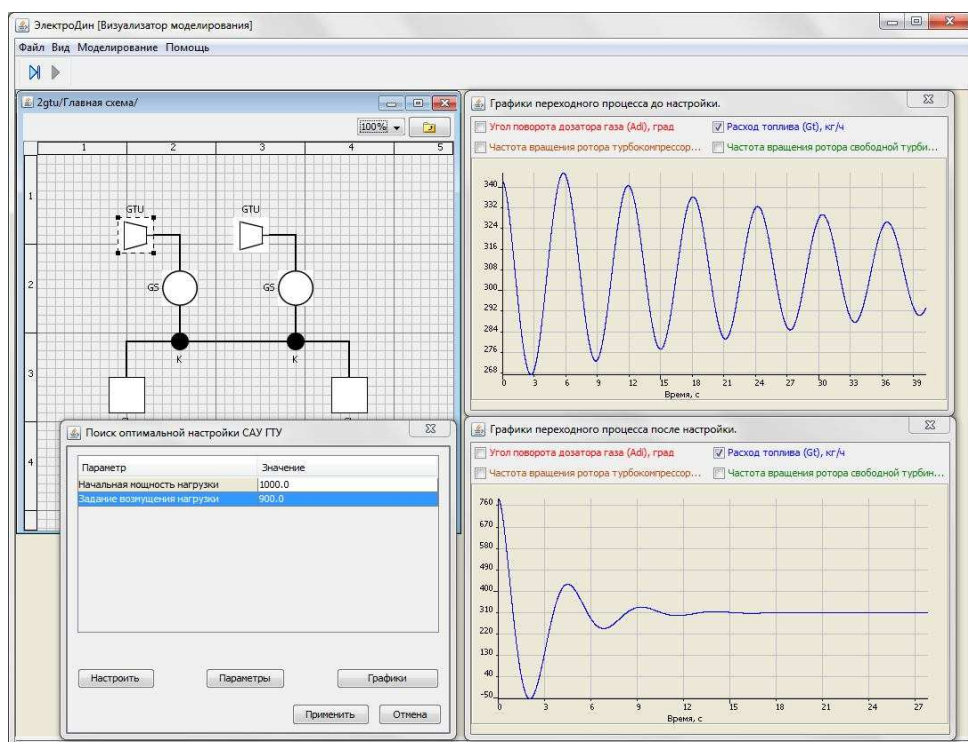 ЭлектроДин [Визуализатор моделирования]
Файл Вид Моделирование Помощь
2gtu/Главная схема/
100%
1 2 3 4 5
1
GTU GTU
2
GS GS
K K
3
4
Поиск оптимальной настройки САУ ГТУ
Параметр Значение
Начальная мощность нагрузки 1000.0
Задание возмущения нагрузки 900.0
Настроить Параметры Графики
Применить Отмена
Графики переходного процесса до настройки.
Угол поворота дозатора газа (Adi), град Расход топлива (Gt), кг/ч
Частота вращения ротора турбокомпрессор... Частота вращения ротора свободной турби...
340
332
324
316
308
300
292
284
276
268
0 3 6 9 12 15 18 21 24 27 30 33 36 39
Время, с
Графики переходного процесса после настройки.
Угол поворота дозатора газа (Adi), град Расход топлива (Gt), кг/ч
Частота вращения ротора турбокомпрессор... Частота вращения ротора свободной турбин...
760
670
580
490
400
310
220
130
40
-50
0 3 6 9 12 15 18 21 24 27
Время, с